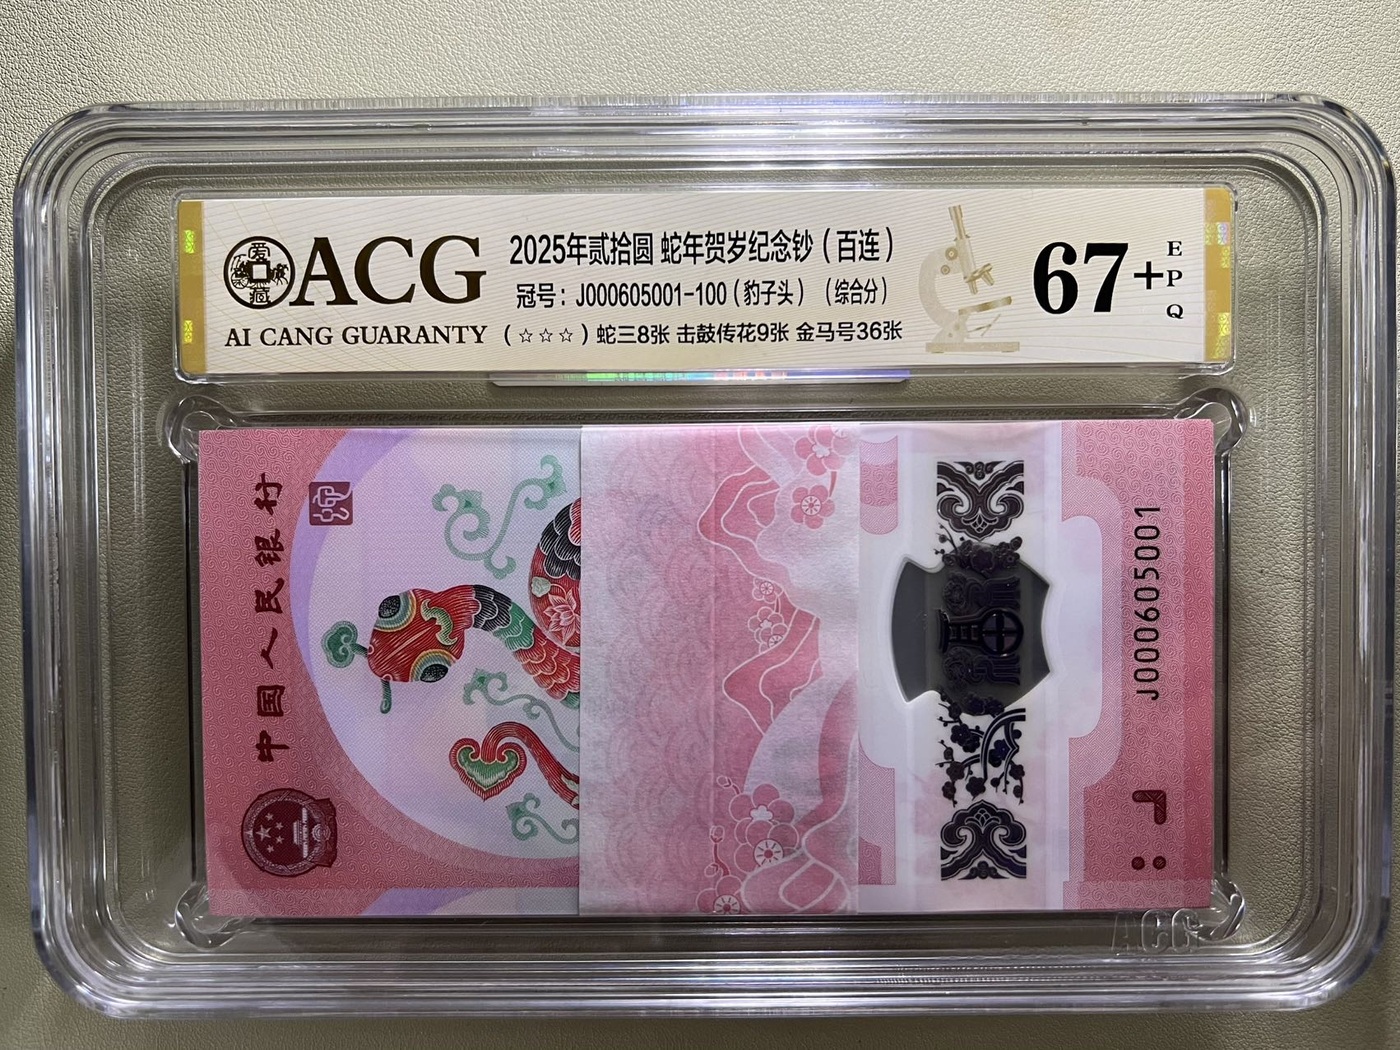 爱
藏
ACG
AI CANG GUARANTY
2025年贰拾圆 蛇年贺岁纪念钞（百连）
冠号：J000605001-100（豹子头）（综合分）
（☆☆☆）蛇三8张 击鼓传花9张 金马号36张
67+
E
P
Q
中国人民银行
J000605001
ACG